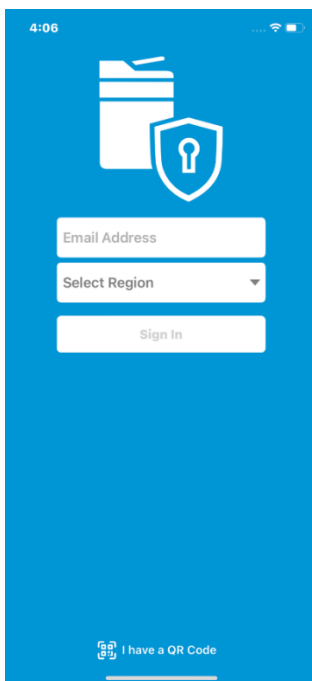 4:06
Email Address
Select Region
Sign In
I have a QR Code